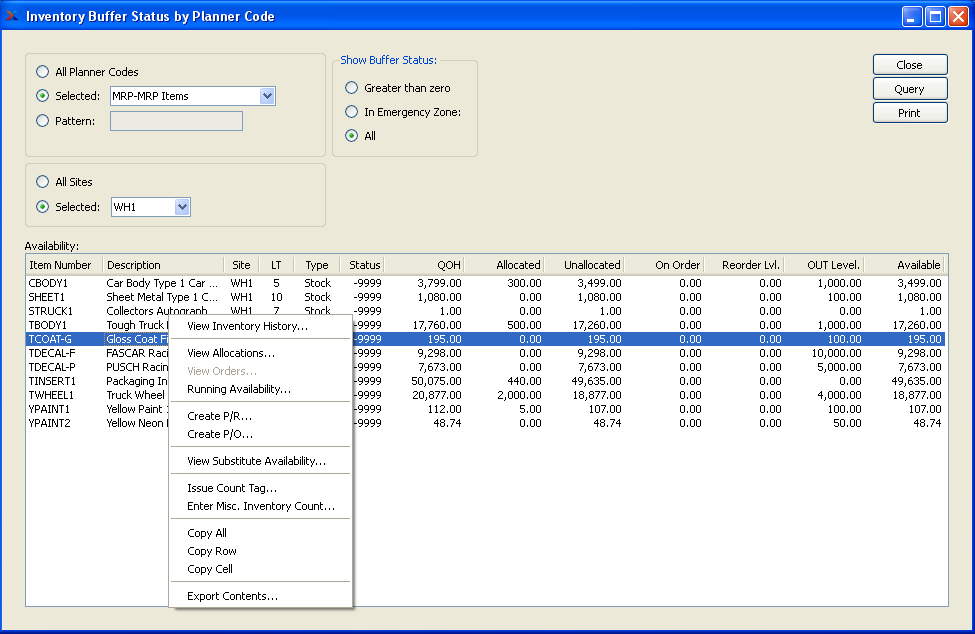 Inventory Buffer Status by Planner Code
All Planner Codes
Selected: MRP-MRP Items
Pattern:
Show Buffer Status:
Greater than zero
In Emergency Zone:
All
Close
Query
Print
All Sites
Selected: WH1
Availability:
Item Number Description Site LT Type Status QOH Allocated Unallocated On Order Reorder Lvl. OUT Level. Available
CBODY1 Car Body Type 1 Car ... WH1 5 Stock -9999 3,799.00 300.00 3,499.00 0.00 0.00 1,000.00 3,499.00
SHEET1 Sheet Metal Type 1 C... WH1 10 Stock -9999 1,080.00 0.00 1,080.00 0.00 0.00 100.00 1,080.00
STRUCK1 Collectors Autograph WH1 7 Stock -9999 1.00 0.00 1.00 0.00 0.00 0.00 1.00
TBODY1 Tough Truck -9999 17,760.00 500.00 17,260.00 0.00 0.00 1,000.00 17,260.00
TCOAT-G Gloss Coat Fi -9999 195.00 0.00 195.00 0.00 0.00 100.00 195.00
TDECAL-F FASCAR Raci -9999 9,298.00 0.00 9,298.00 0.00 0.00 10,000.00 9,298.00
TDECAL-P PUSCH Racin -9999 7,673.00 0.00 7,673.00 0.00 0.00 5,000.00 7,673.00
TINSERT1 Packaging In -9999 50,075.00 440.00 49,635.00 0.00 0.00 0.00 49,635.00
TWHEEL1 Truck Wheel -9999 20,877.00 2,000.00 18,877.00 0.00 0.00 4,000.00 18,877.00
YPAINT1 Yellow Paint -9999 112.00 5.00 107.00 0.00 0.00 100.00 107.00
YPAINT2 Yellow Neon -9999 48.74 0.00 48.74 0.00 0.00 50.00 48.74
View Inventory History...
View Allocations...
View Orders...
Running Availability...
Create P/R...
Create P/O...
View Substitute Availability...
Issue Count Tag...
Enter Misc. Inventory Count...
Copy All
Copy Row
Copy Cell
Export Contents...